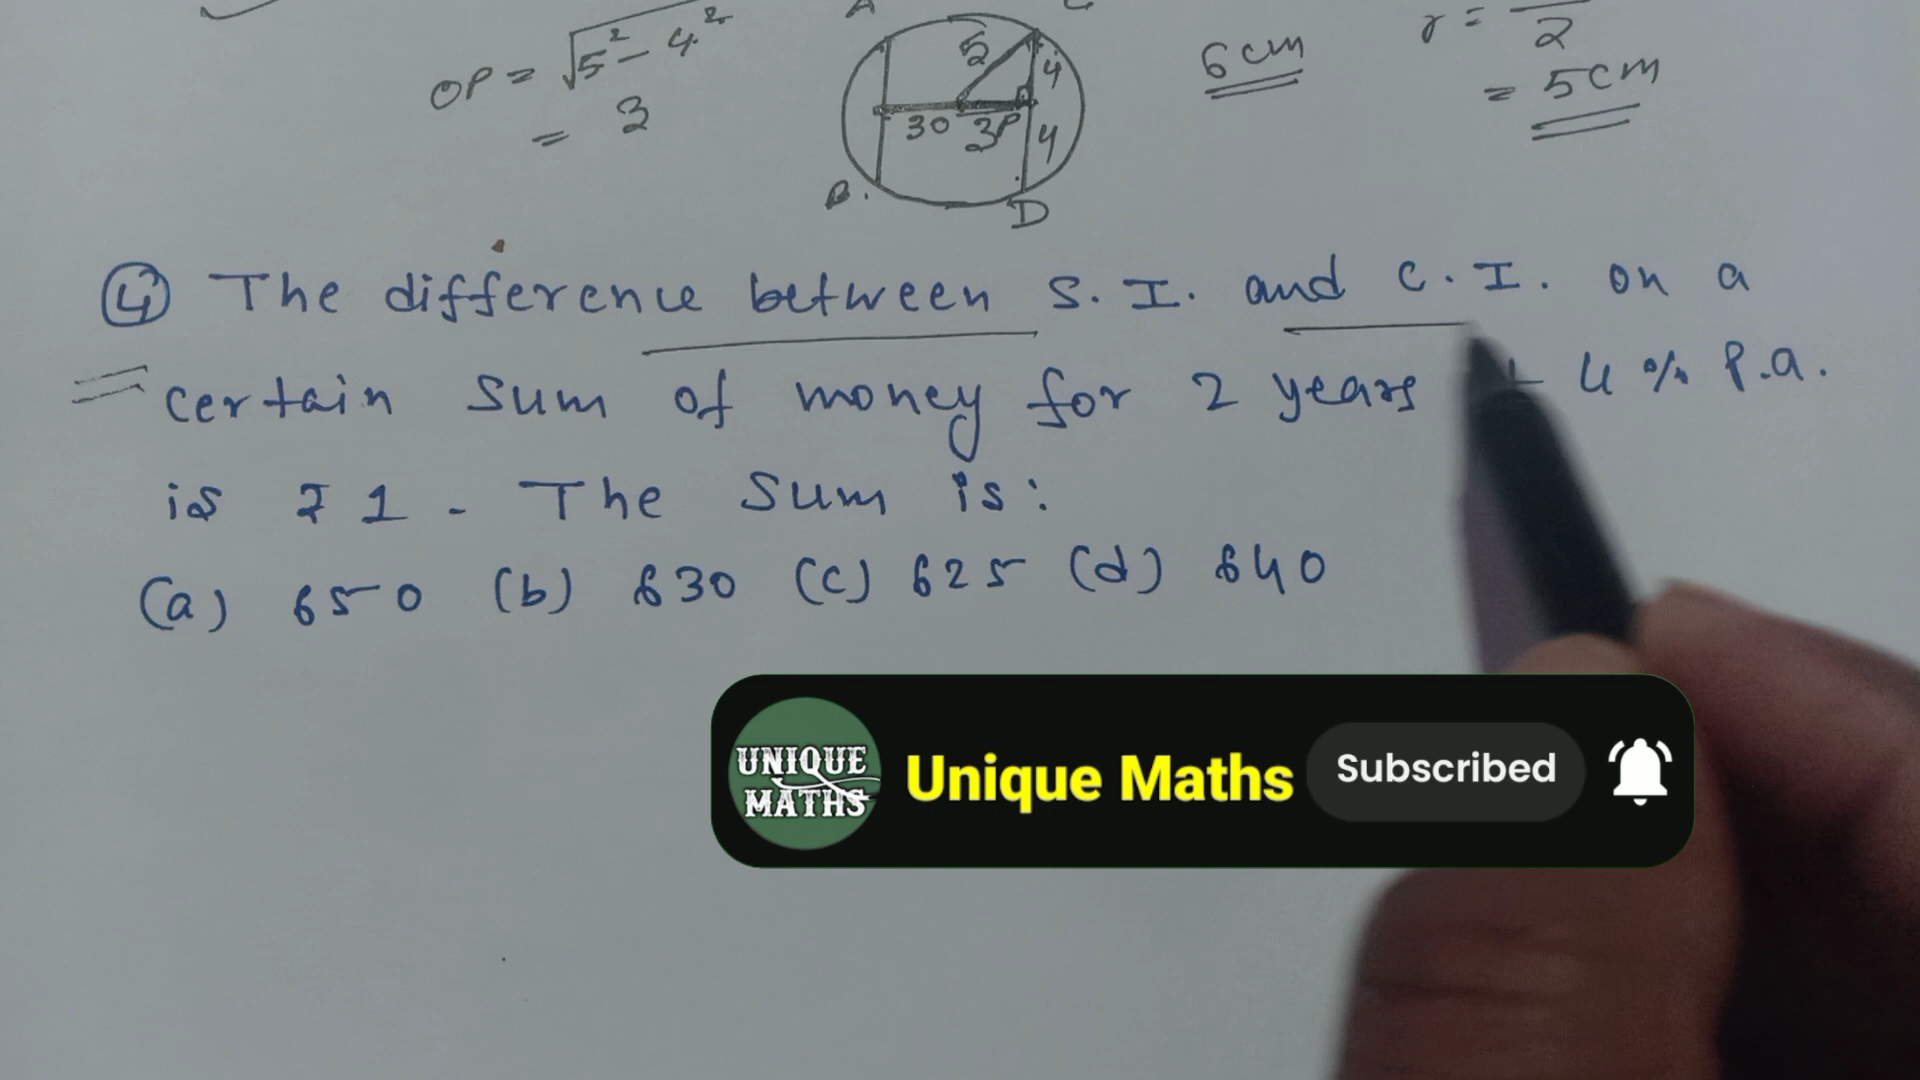 OP = √5² - 4²
= 3
5
4
3 O 3 P
4
B.
D
6 cm
r = 2
= 5 cm
④ The difference between S. I. and C. I. on a
certain sum of money for 2 years 4 % P.a.
is ₹ 1 . The Sum is :
(a) 650 (b) 630 (c) 625 (d) 640
UNIQUE
MATHS
Unique Maths
Subscribed